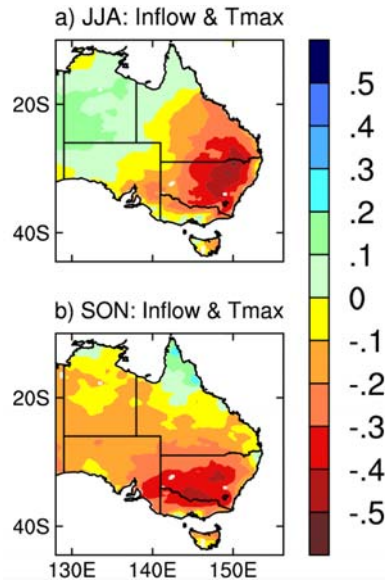 a) JJA: Inflow & Tmax
20S
40S
b) SON: Inflow & Tmax
20S
40S
130E 140E 150E
.5
.4
.3
.2
.1
0
-.1
-.2
-.3
-.4
-.5